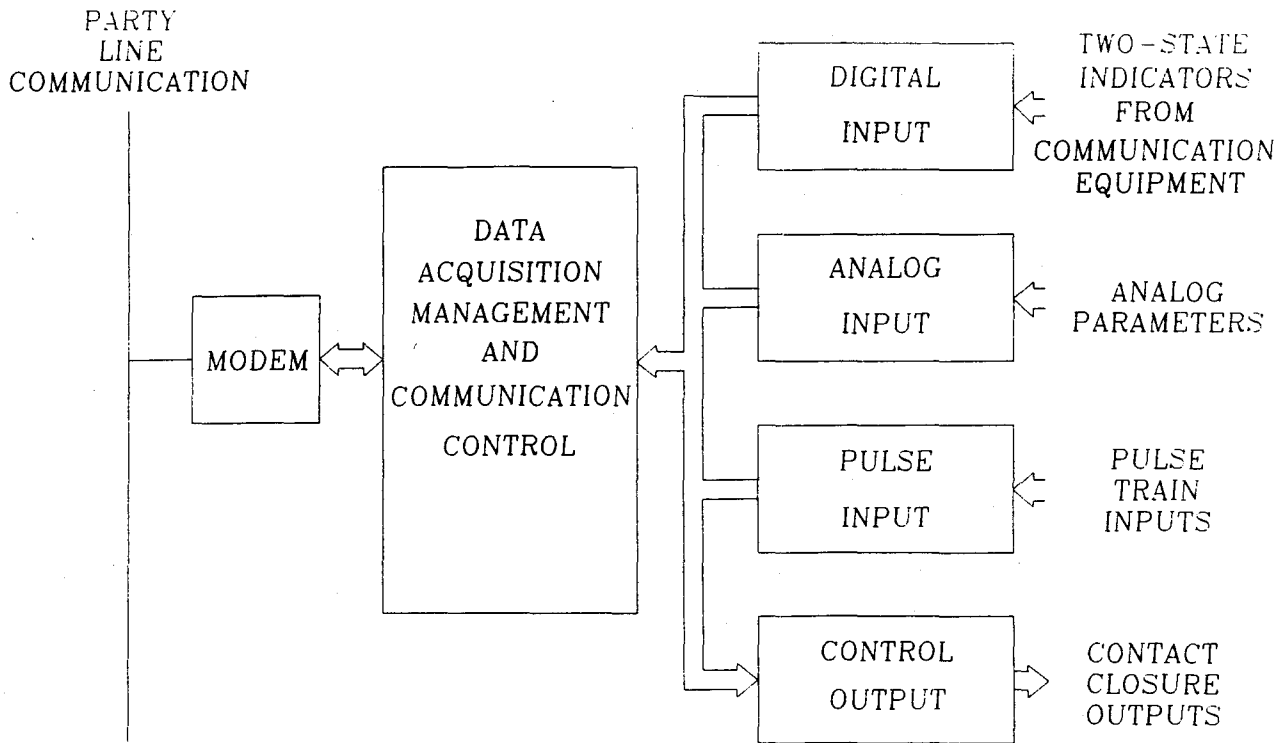 PARTY
LINE
COMMUNICATION
MODEM
DATA
ACQUISITION
MANAGEMENT
AND
COMMUNICATION
CONTROL
DIGITAL
INPUT
ANALOG
INPUT
PULSE
INPUT
CONTROL
OUTPUT
TWO-STATE
INDICATORS
FROM
COMMUNICATION
EQUIPMENT
ANALOG
PARAMETERS
PULSE
TRAIN
INPUTS
CONTACT
CLOSURE
OUTPUTS